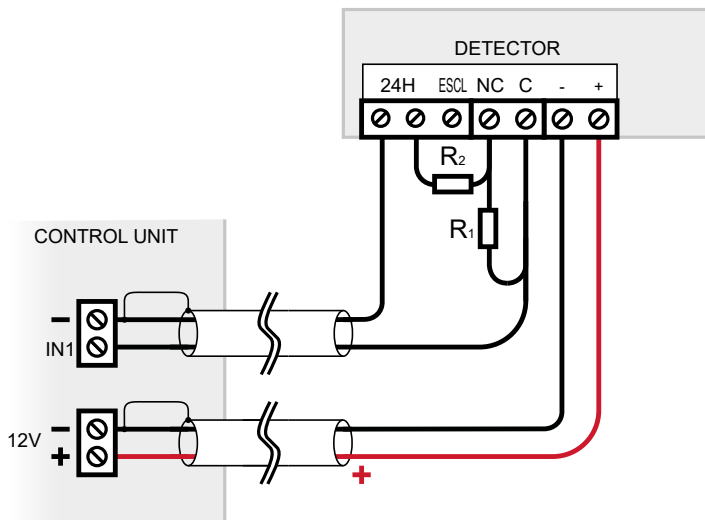 DETECTOR
24H ESCL NC C - +
R2
R1
CONTROL UNIT
-
IN1
-
12V
+
+